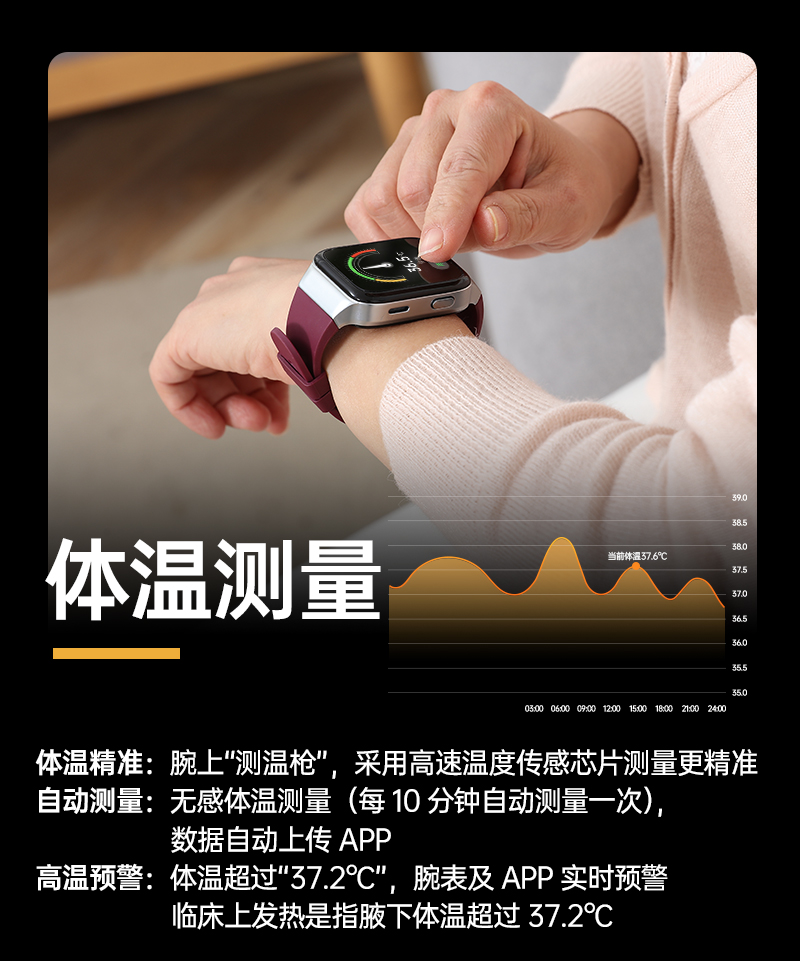 36.5
39.0
38.5
38.0
当前体温37.6℃
37.5
37.0
36.5
36.0
35.5
35.0
03:00 06:00 09:00 12:00 15:00 18:00 21:00 24:00
体温测量
体温精准：腕上“测温枪”，采用高速温度传感芯片测量更精准
自动测量：无感体温测量（每 10 分钟自动测量一次），
数据自动上传 APP
高温预警：体温超过“37.2℃”，腕表及 APP 实时预警
临床上发热是指腋下体温超过 37.2℃